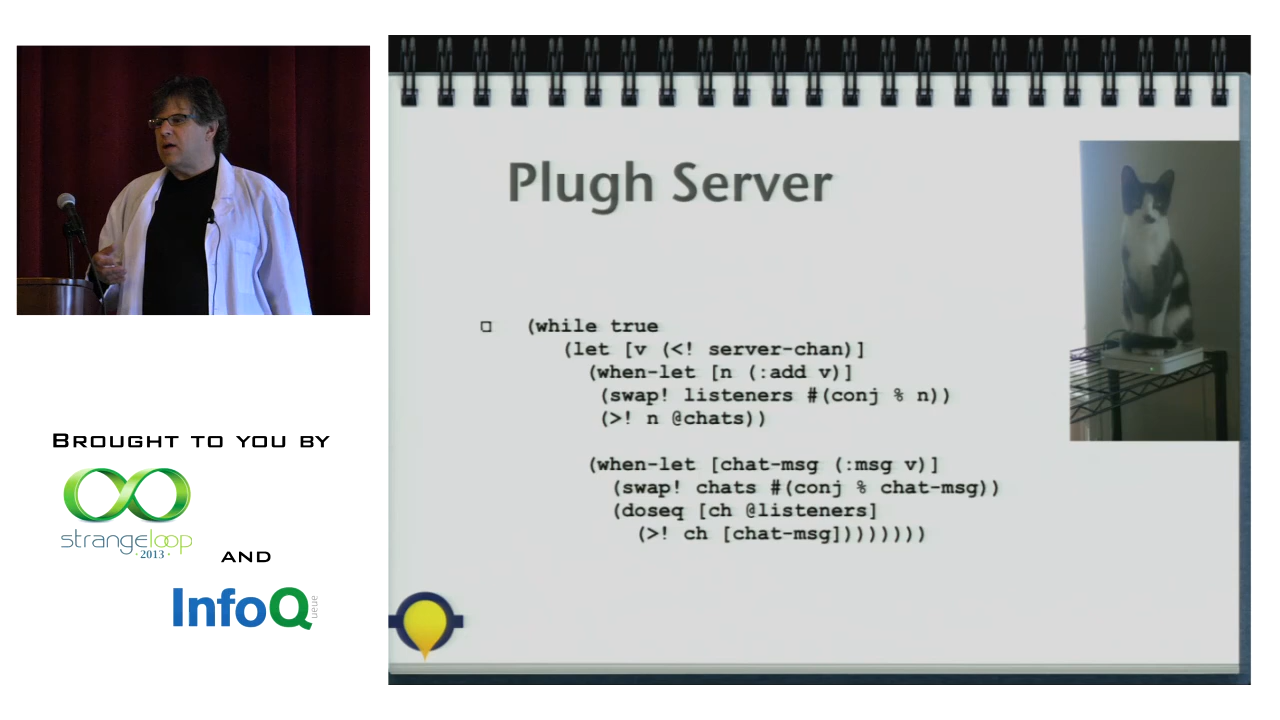 Plugh Server
(while true
(let [v (<! server-chan)]
(when-let [n (:add v)]
(swap! listeners #(conj % n))
(>! n @chats))
(when-let [chat-msg (:msg v)]
(swap! chats #(conj % chat-msg))
(doseq [ch @listeners]
(>! ch [chat-msg]))))))))
BROUGHT TO YOU BY
strangeloop
·2013·
AND
InfoQ